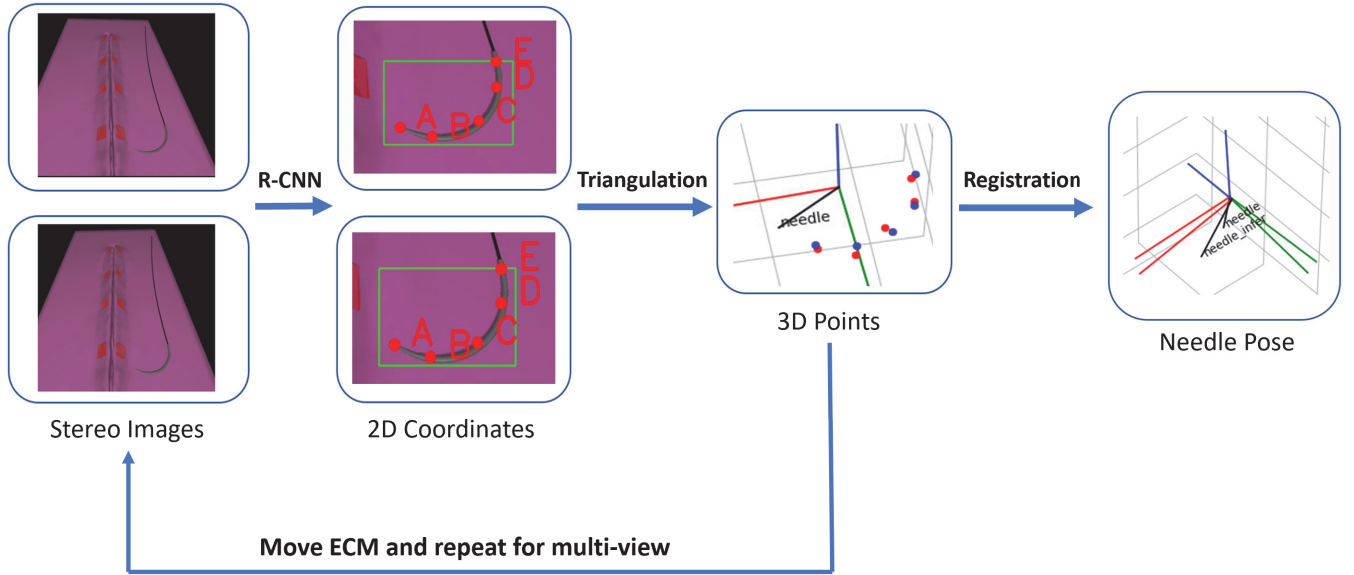 R-CNN
Triangulation
Registration
A
B
C
D
E
A
B
C
D
E
needle
needle
needle_infer
Stereo Images
2D Coordinates
3D Points
Needle Pose
Move ECM and repeat for multi-view